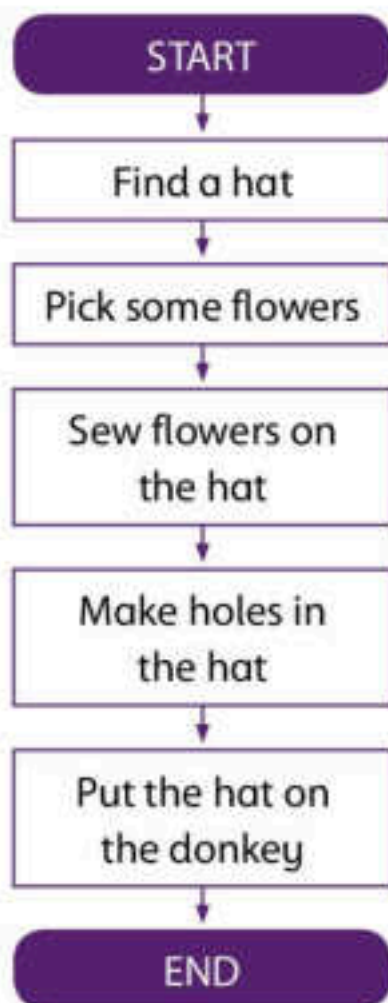 START
Find a hat
Pick some flowers
Sew flowers on
the hat
Make holes in
the hat
Put the hat on
the donkey
END